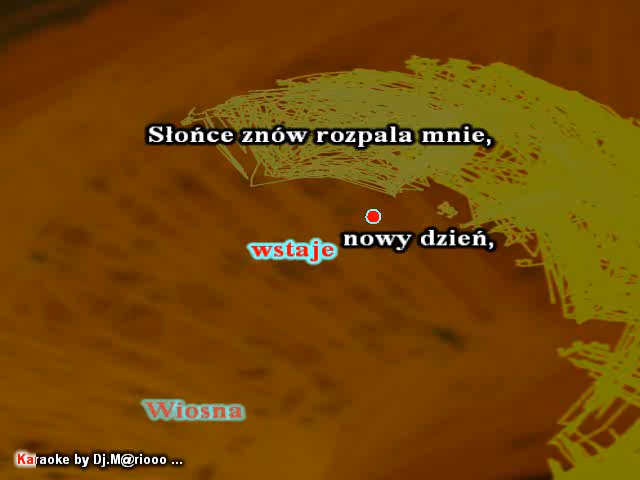 Słońce znów rozpala mnie,
wstaje nowy dzień,
Wiosna
Karaoke by Dj.M@riooo ...